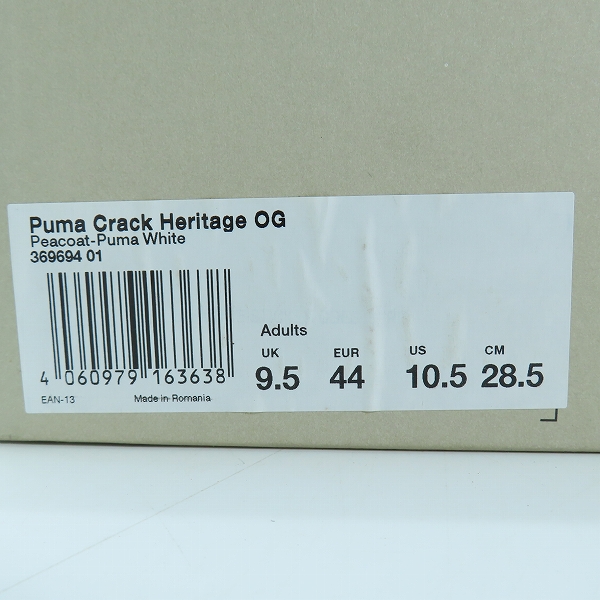 Puma Crack Heritage OG
Peacoat-Puma White
369694 01
Adults
UK EUR US CM
9.5 44 10.5 28.5
4 060979 163638
EAN-13 Made in Romania